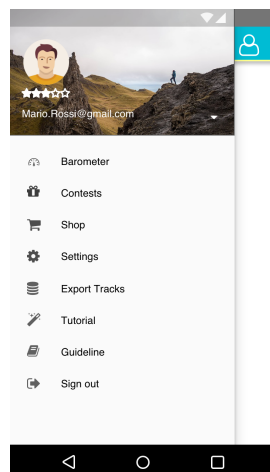 Mario.Rossi@gmail.com
Barometer
Contests
Shop
Settings
Export Tracks
Tutorial
Guideline
Sign out